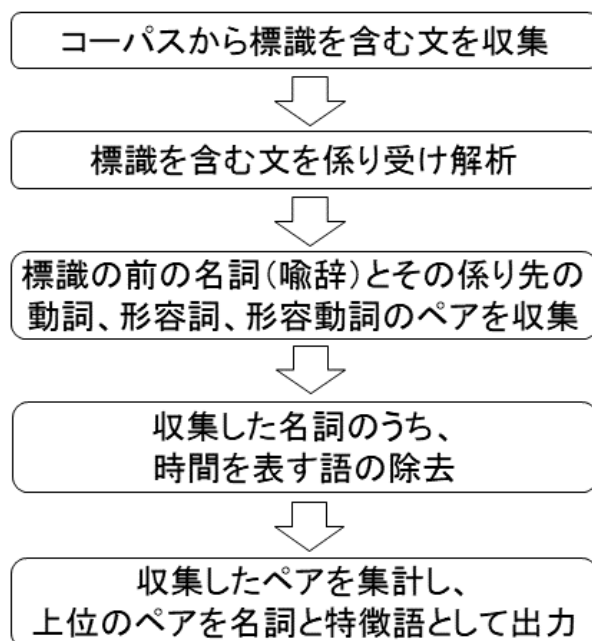 コーパスから標識を含む文を収集
標識を含む文を係り受け解析
標識の前の名詞(喩辞)とその係り先の
動詞、形容詞、形容動詞のペアを収集
収集した名詞のうち、
時間を表す語の除去
収集したペアを集計し、
上位のペアを名詞と特徴語として出力